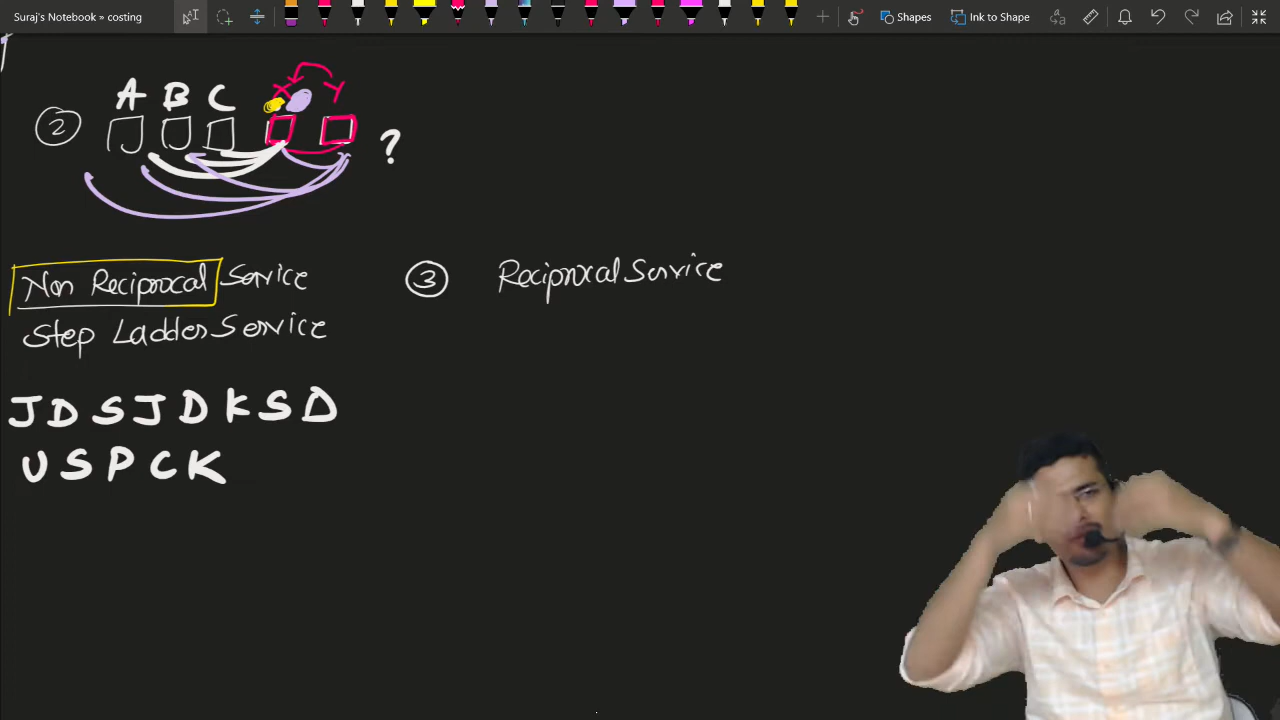 Suraj's Notebook » costing
Shapes
Ink to Shape
A B C X Y
2
?
Non Reciprocal Service
Step Ladder Service
3 Reciprocal Service
J D S J D K S D
U S P C K